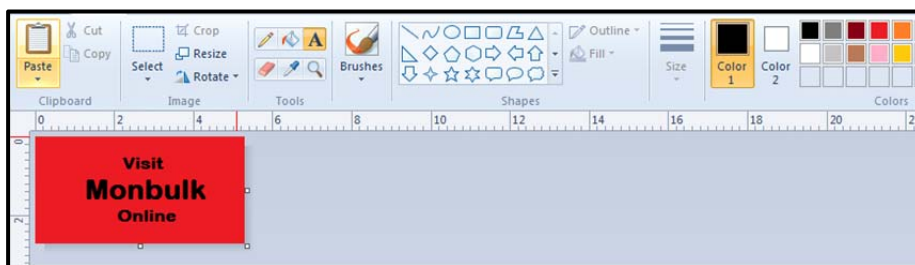 Cut
Copy
Paste
Clipboard
Crop
Resize
Rotate
Select
Image
A
Tools
Brushes
Outline
Fill
Shapes
Size
Color
1
Color
2
Colors
0 2 4 6 8 10 12 14 16 18 20 2
0
2
Visit
Monbulk
Online